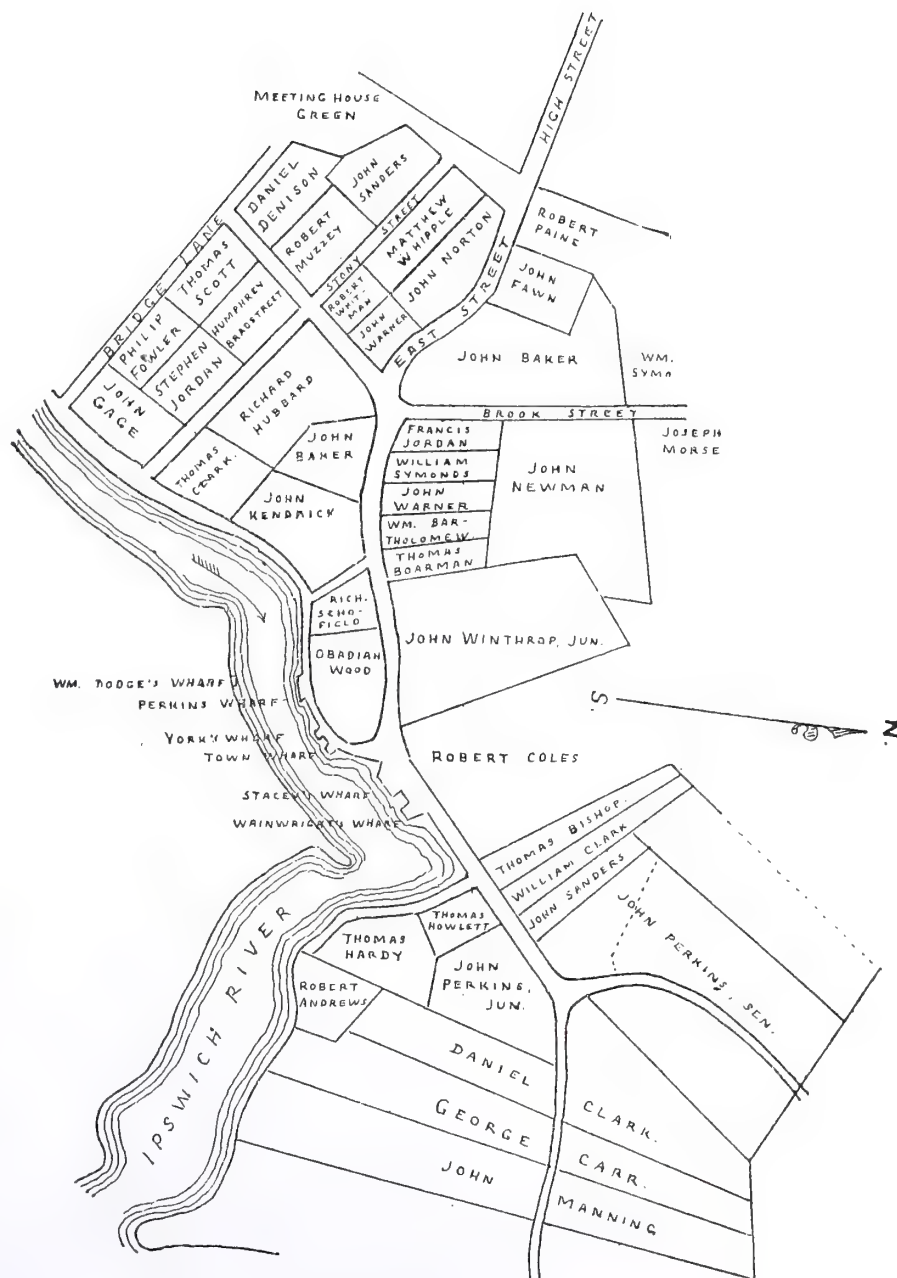 MEETING HOUSE
GREEN
HIGH STREET
DANIEL
DENISON
JOHN
SANDERS
ROBERT
MUZZEY
STONY STREET
MATTHEW
WHIPPLE
JOHN NORTON
ROBERT
WHIT-
MAN
JOHN
WARNER
EAST STREET
ROBERT
PAINE
JOHN
FAWN
JOHN BAKER
WM.
SYM
BROOK STREET
JOSEPH
MORSE
BRIDGE LANE
THOMAS
SCOTT
PHILIP
FOWLER
HUMPHREY
BRADSTREET
STEPHEN
JORDAN
JOHN
GAGE
RICHARD
HUBBARD
THOMAS
CLARK.
JOHN
BAKER
JOHN
KENDRICK
FRANCIS
JORDAN
WILLIAM
SYMONDS
JOHN
WARNER
WM. BAR-
THOLOMEW
THOMAS
BOARMAN
JOHN
NEWMAN
RICH.
SCHO-
FIELD
OBADIAH
WOOD
JOHN WINTHROP, JUN.
WM. DODGE'S WHARF
PERKINS WHARF
YORK'S WHARF
TOWN WHARF
STACEY'S WHARF
WAINWRIGHT'S WHARF
S.
N.
ROBERT COLES
THOMAS BISHOP.
WILLIAM CLARK
JOHN SANDERS
JOHN PERKINS, SEN.
THOMAS
HOWLETT
THOMAS
HARDY
JOHN
PERKINS,
JUN.
ROBERT
ANDREWS
IPSWICH RIVER
DANIEL CLARK.
GEORGE CARR.
JOHN MANNING